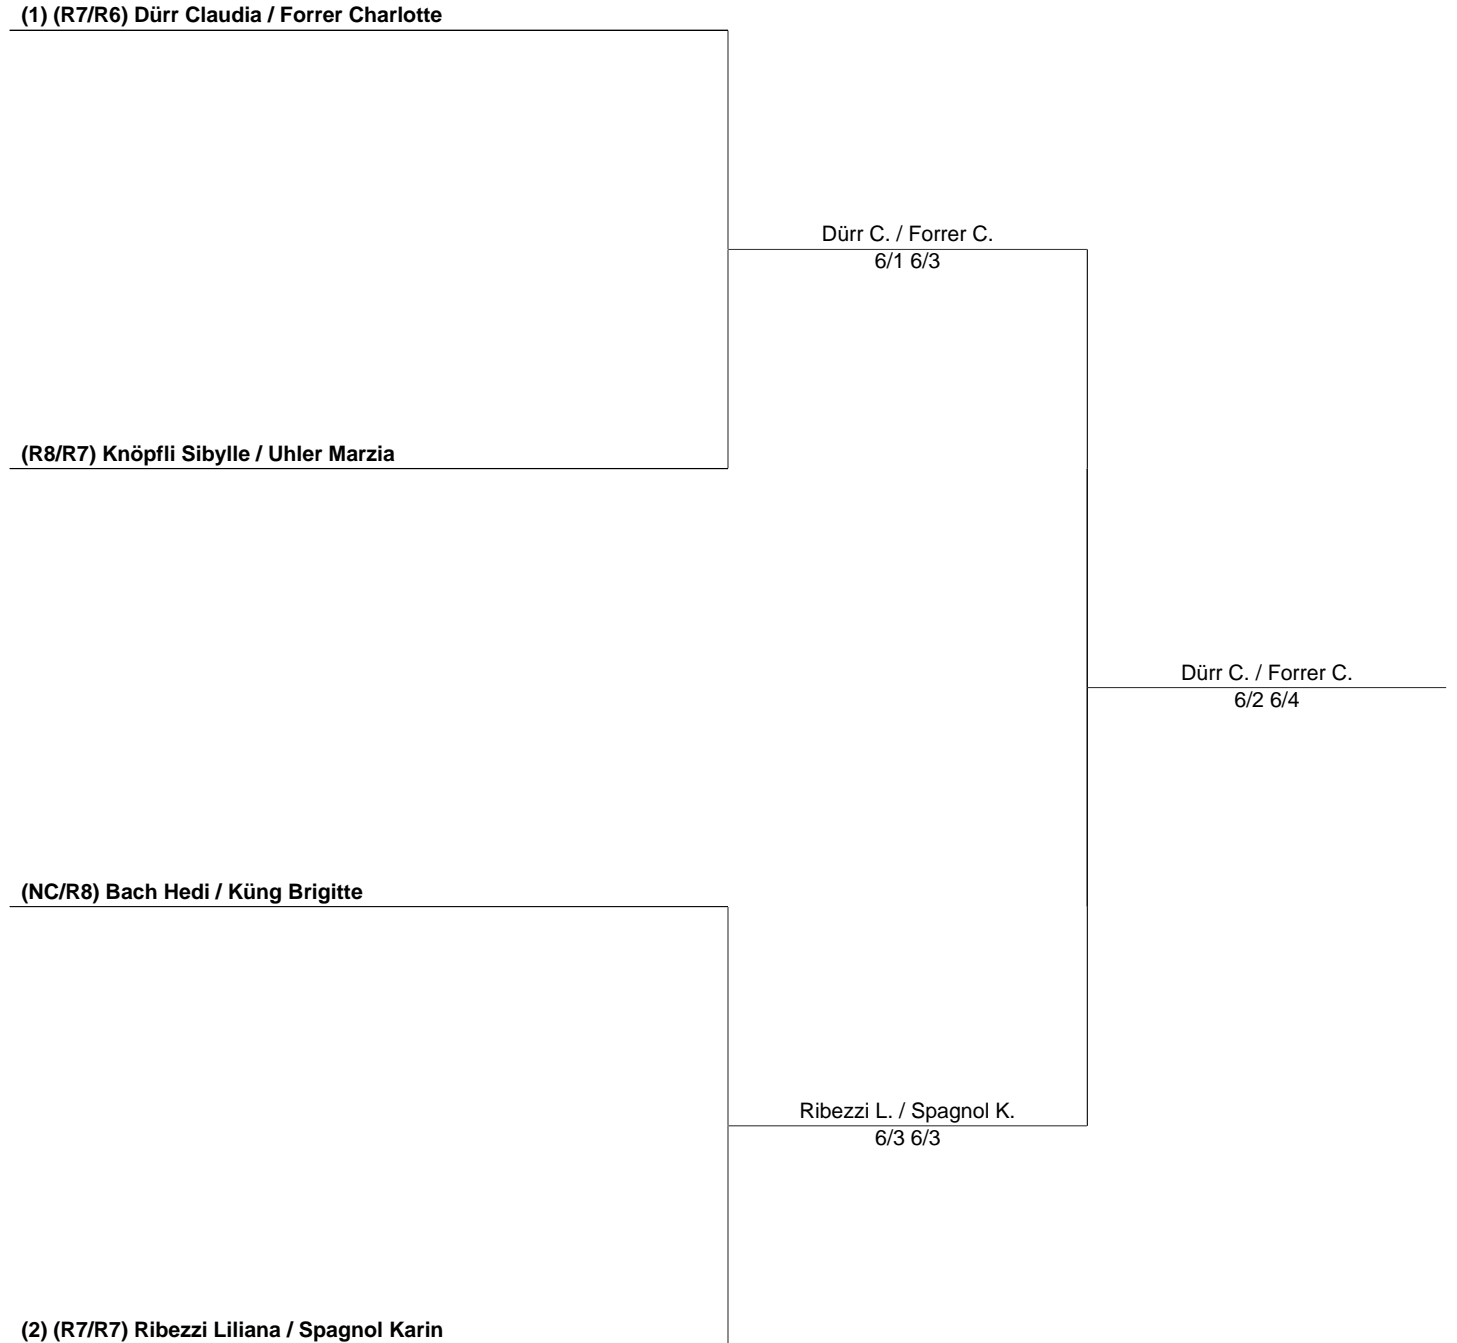 (1) (R7/R6) Dürr Claudia / Forrer Charlotte
Dürr C. / Forrer C.
6/1 6/3
(R8/R7) Knöpfli Sibylle / Uhler Marzia
Dürr C. / Forrer C.
6/2 6/4
(NC/R8) Bach Hedi / Küng Brigitte
Ribezzi L. / Spagnol K.
6/3 6/3
(2) (R7/R7) Ribezzi Liliana / Spagnol Karin